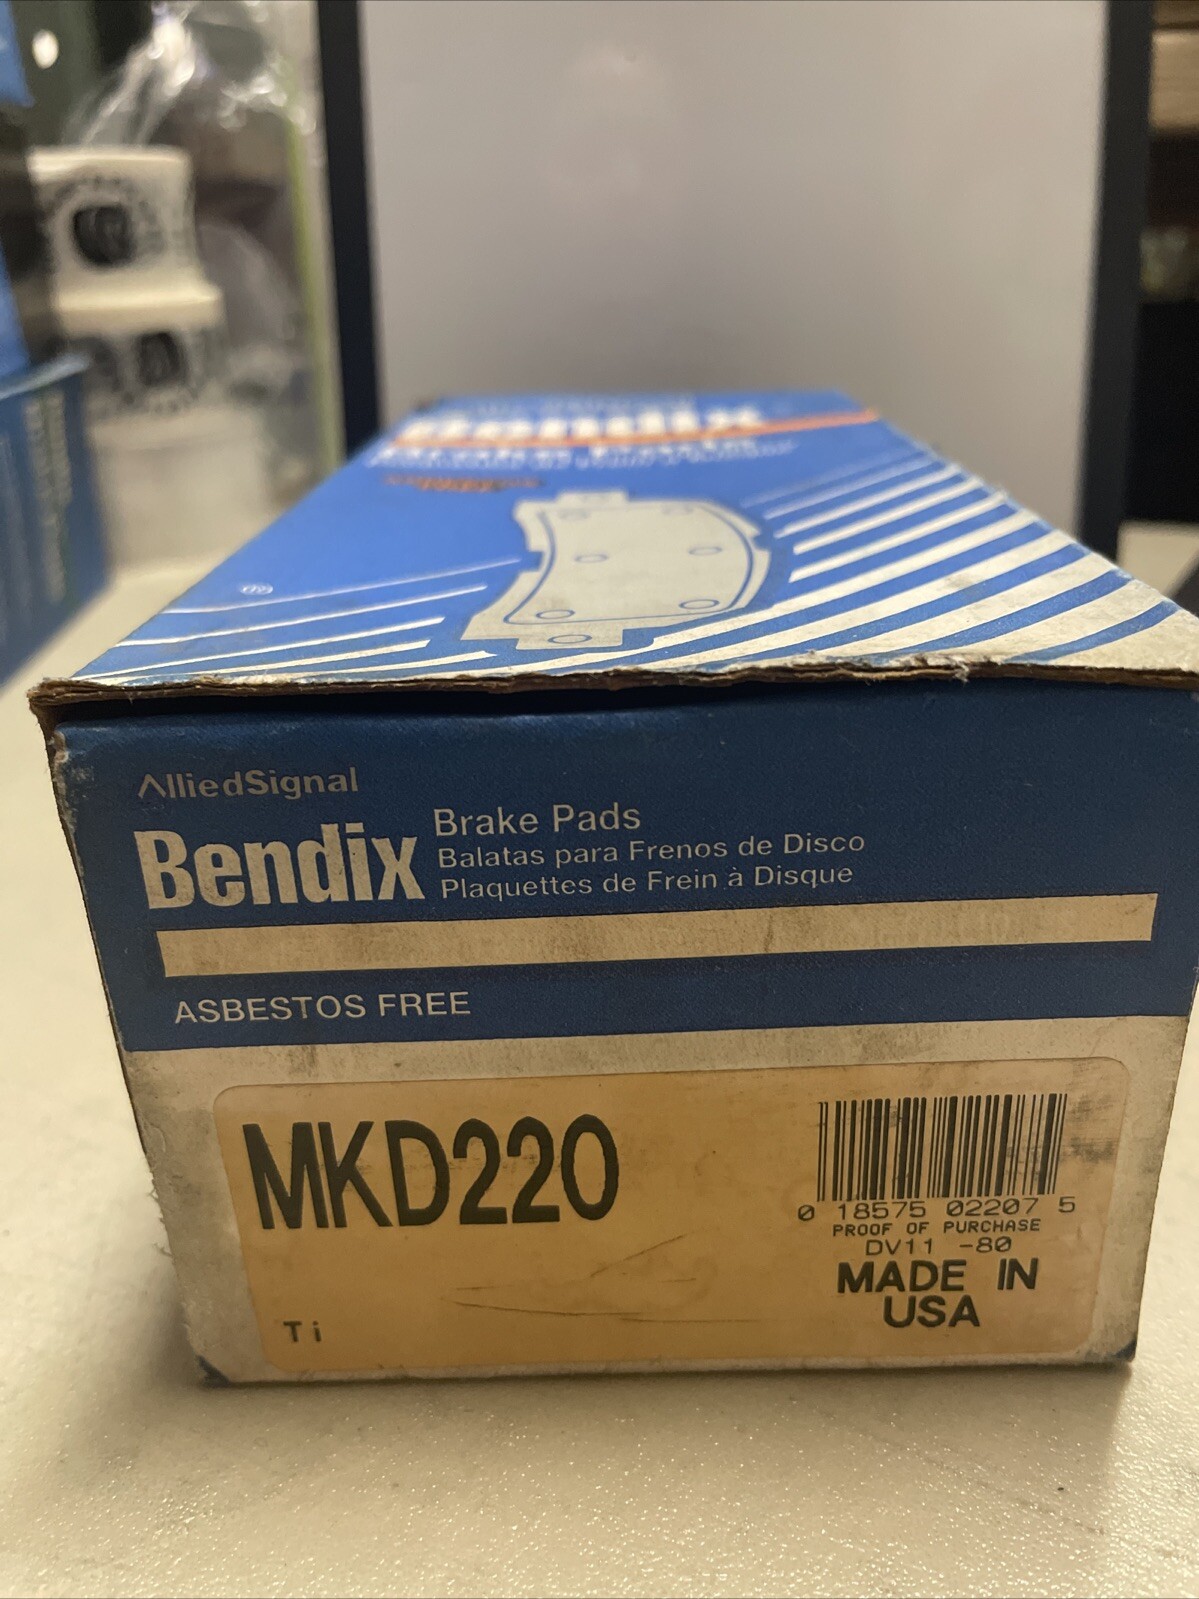 Bendix
AlliedSignal
Bendix
Brake Pads
Balatas para Frenos de Disco
Plaquettes de Frein à Disque
ASBESTOS FREE
MKD220
0 18575 02207 5
PROOF OF PURCHASE
DV11 -80
MADE IN
USA
Ti